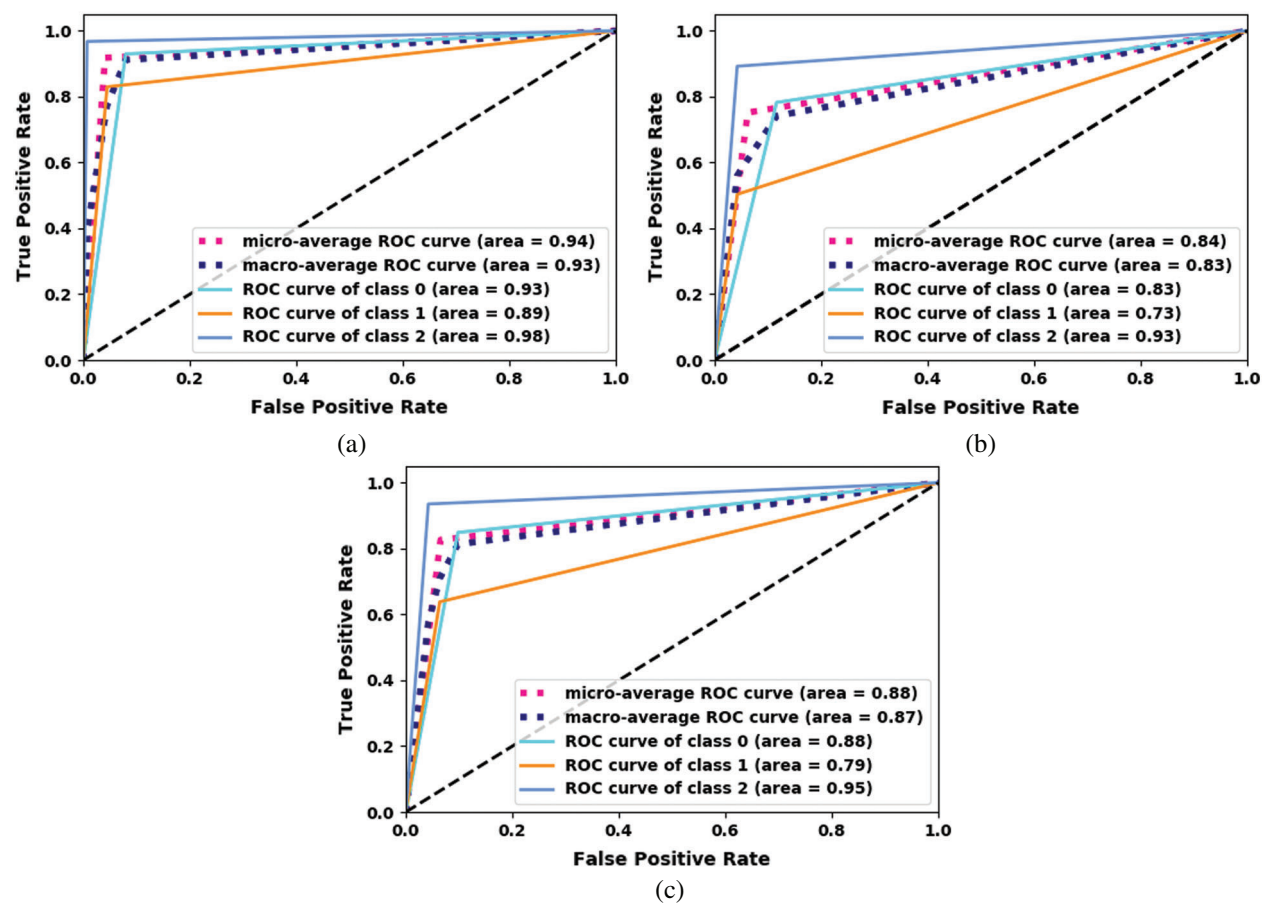 1.0
0.8
0.6
0.4
0.2
0.0
True Positive Rate
micro-average ROC curve (area = 0.94)
macro-average ROC curve (area = 0.93)
ROC curve of class 0 (area = 0.93)
ROC curve of class 1 (area = 0.89)
ROC curve of class 2 (area = 0.98)
0.0 0.2 0.4 0.6 0.8 1.0
False Positive Rate
(a)
1.0
0.8
0.6
0.4
0.2
0.0
True Positive Rate
micro-average ROC curve (area = 0.84)
macro-average ROC curve (area = 0.83)
ROC curve of class 0 (area = 0.83)
ROC curve of class 1 (area = 0.73)
ROC curve of class 2 (area = 0.93)
0.0 0.2 0.4 0.6 0.8 1.0
False Positive Rate
(b)
1.0
0.8
0.6
0.4
0.2
0.0
True Positive Rate
micro-average ROC curve (area = 0.88)
macro-average ROC curve (area = 0.87)
ROC curve of class 0 (area = 0.88)
ROC curve of class 1 (area = 0.79)
ROC curve of class 2 (area = 0.95)
0.0 0.2 0.4 0.6 0.8 1.0
False Positive Rate
(c)